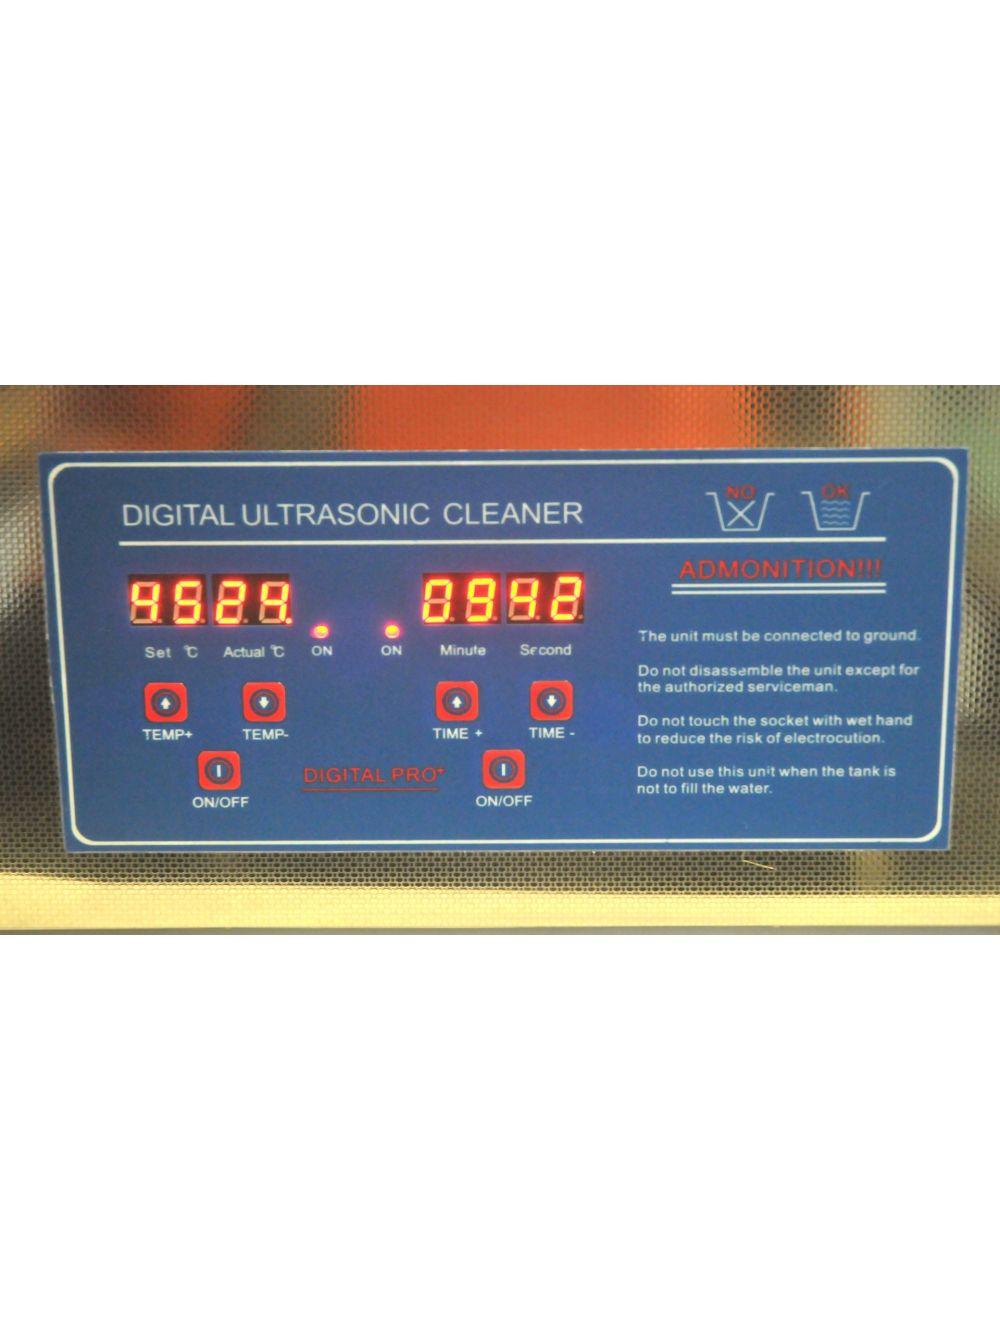 DIGITAL ULTRASONIC CLEANER
NO
OK
4524.
0942
ADMONITION!!!
Set °C
Actual °C
ON
ON
Minute
Second
TEMP+
TEMP-
TIME +
TIME -
ON/OFF
DIGITAL PRO+
ON/OFF
The unit must be connected to ground.
Do not disassemble the unit except for
the authorized serviceman.
Do not touch the socket with wet hand
to reduce the risk of electrocution.
Do not use this unit when the tank is
not to fill the water.